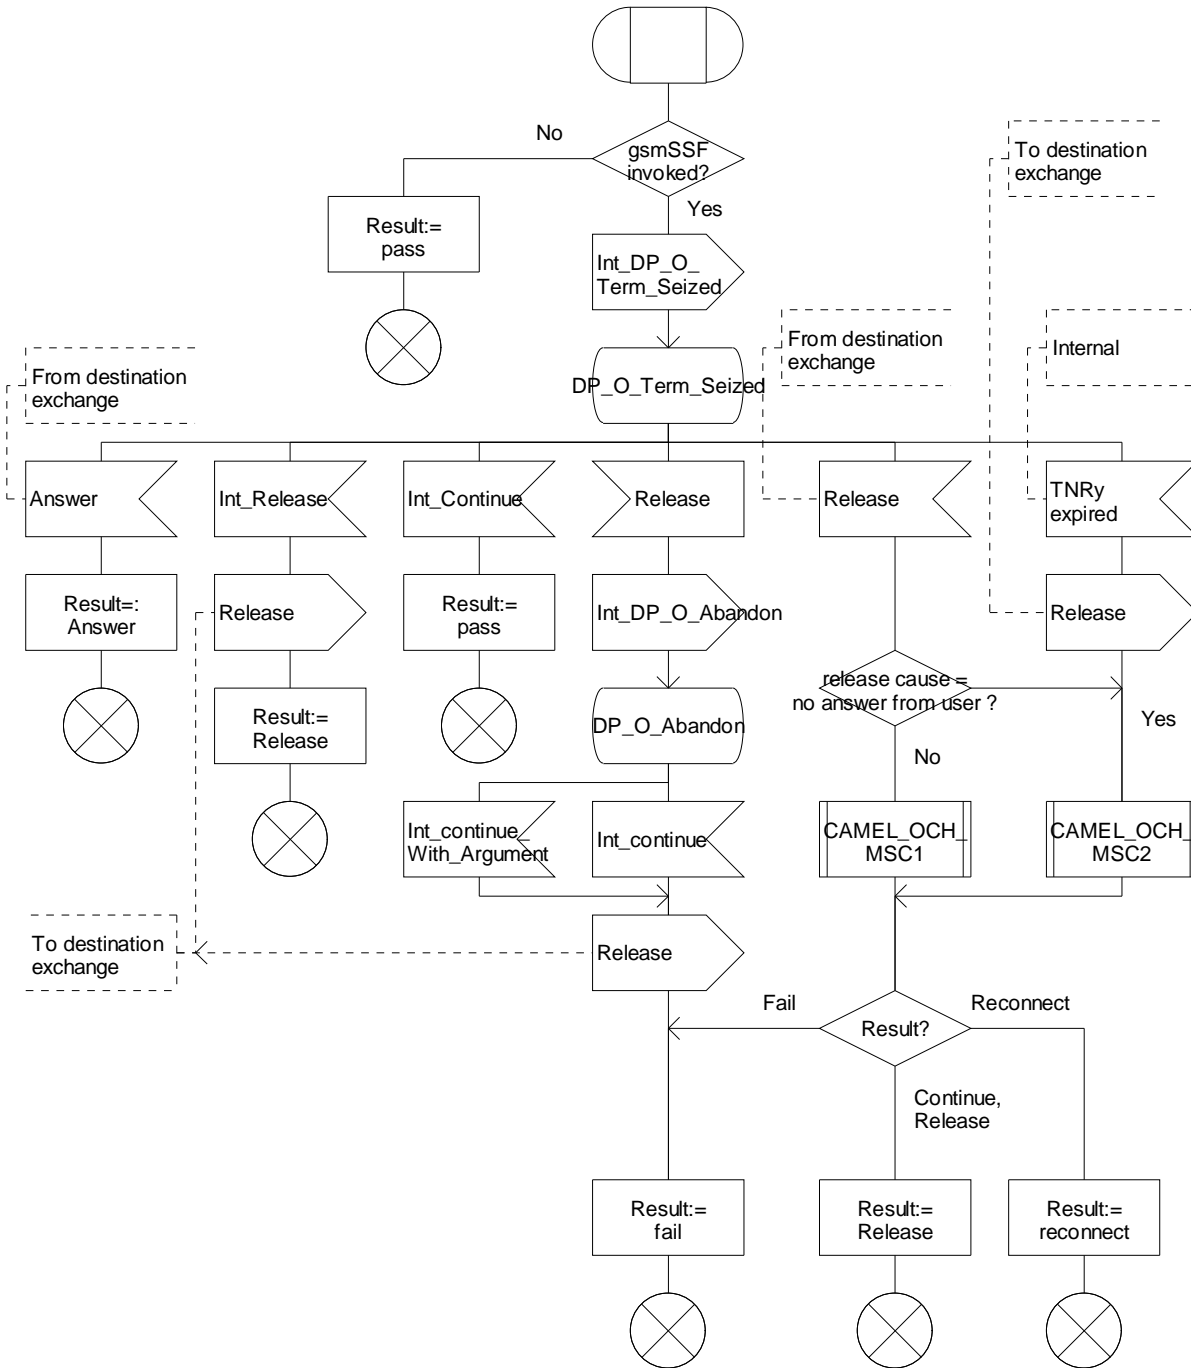 No
gsmSSF
invoked?
To destination
exchange
Yes
Result:=
pass
Int_DP_O_
Term_Seized
From destination
exchange
From destination
exchange
Internal
DP_O_Term_Seized
Answer
Int_Release
Int_Continue
Release
Release
TNRy
expired
Result=:
Answer
Release
Result:=
pass
Int_DP_O_Abandon
Release
release cause =
no answer from user ?
Result:=
Release
DP_O_Abandon
Yes
No
Int_continue_
With_Argument
Int_continue
CAMEL_OCH_
MSC1
CAMEL_OCH_
MSC2
To destination
exchange
Release
Fail
Reconnect
Result?
Continue,
Release
Result:=
fail
Result:=
Release
Result:=
reconnect